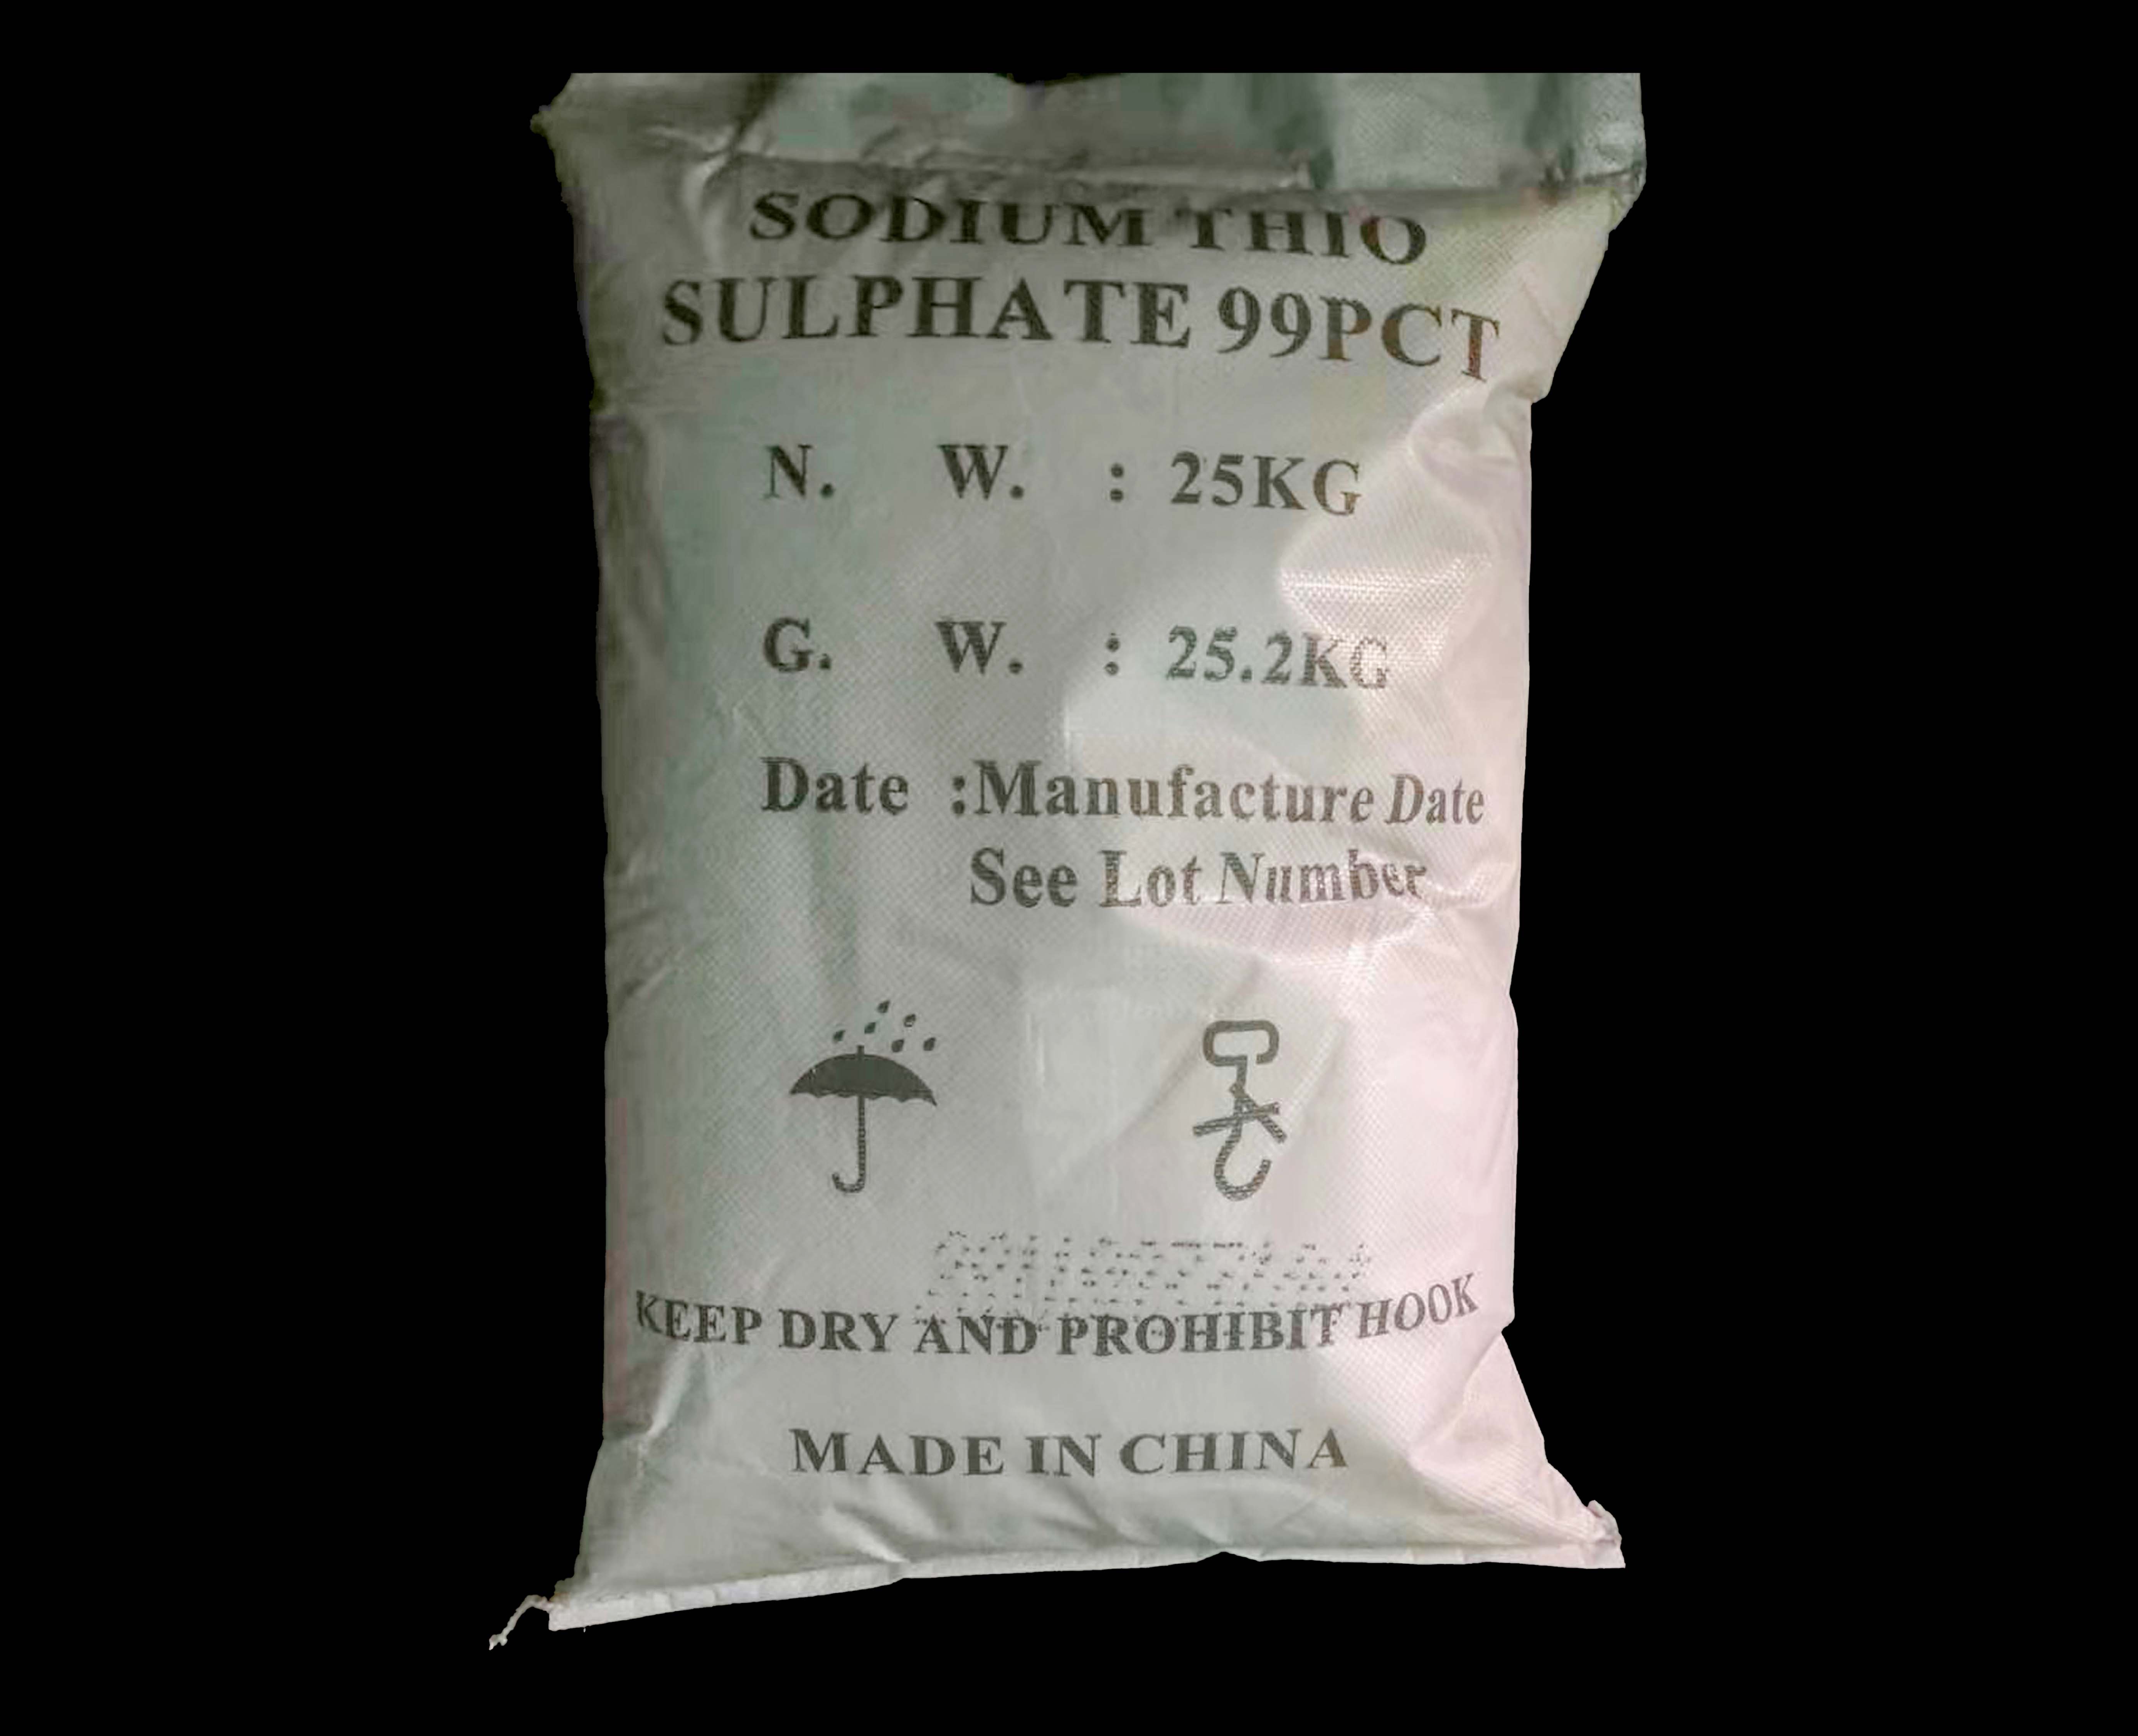 SODIUM THIO
SULPHATE 99PCT
N. W. : 25KG
G. W. : 25.2KG
Date :Manufacture Date
See Lot Number
KEEP DRY AND PROHIBIT HOOK
MADE IN CHINA